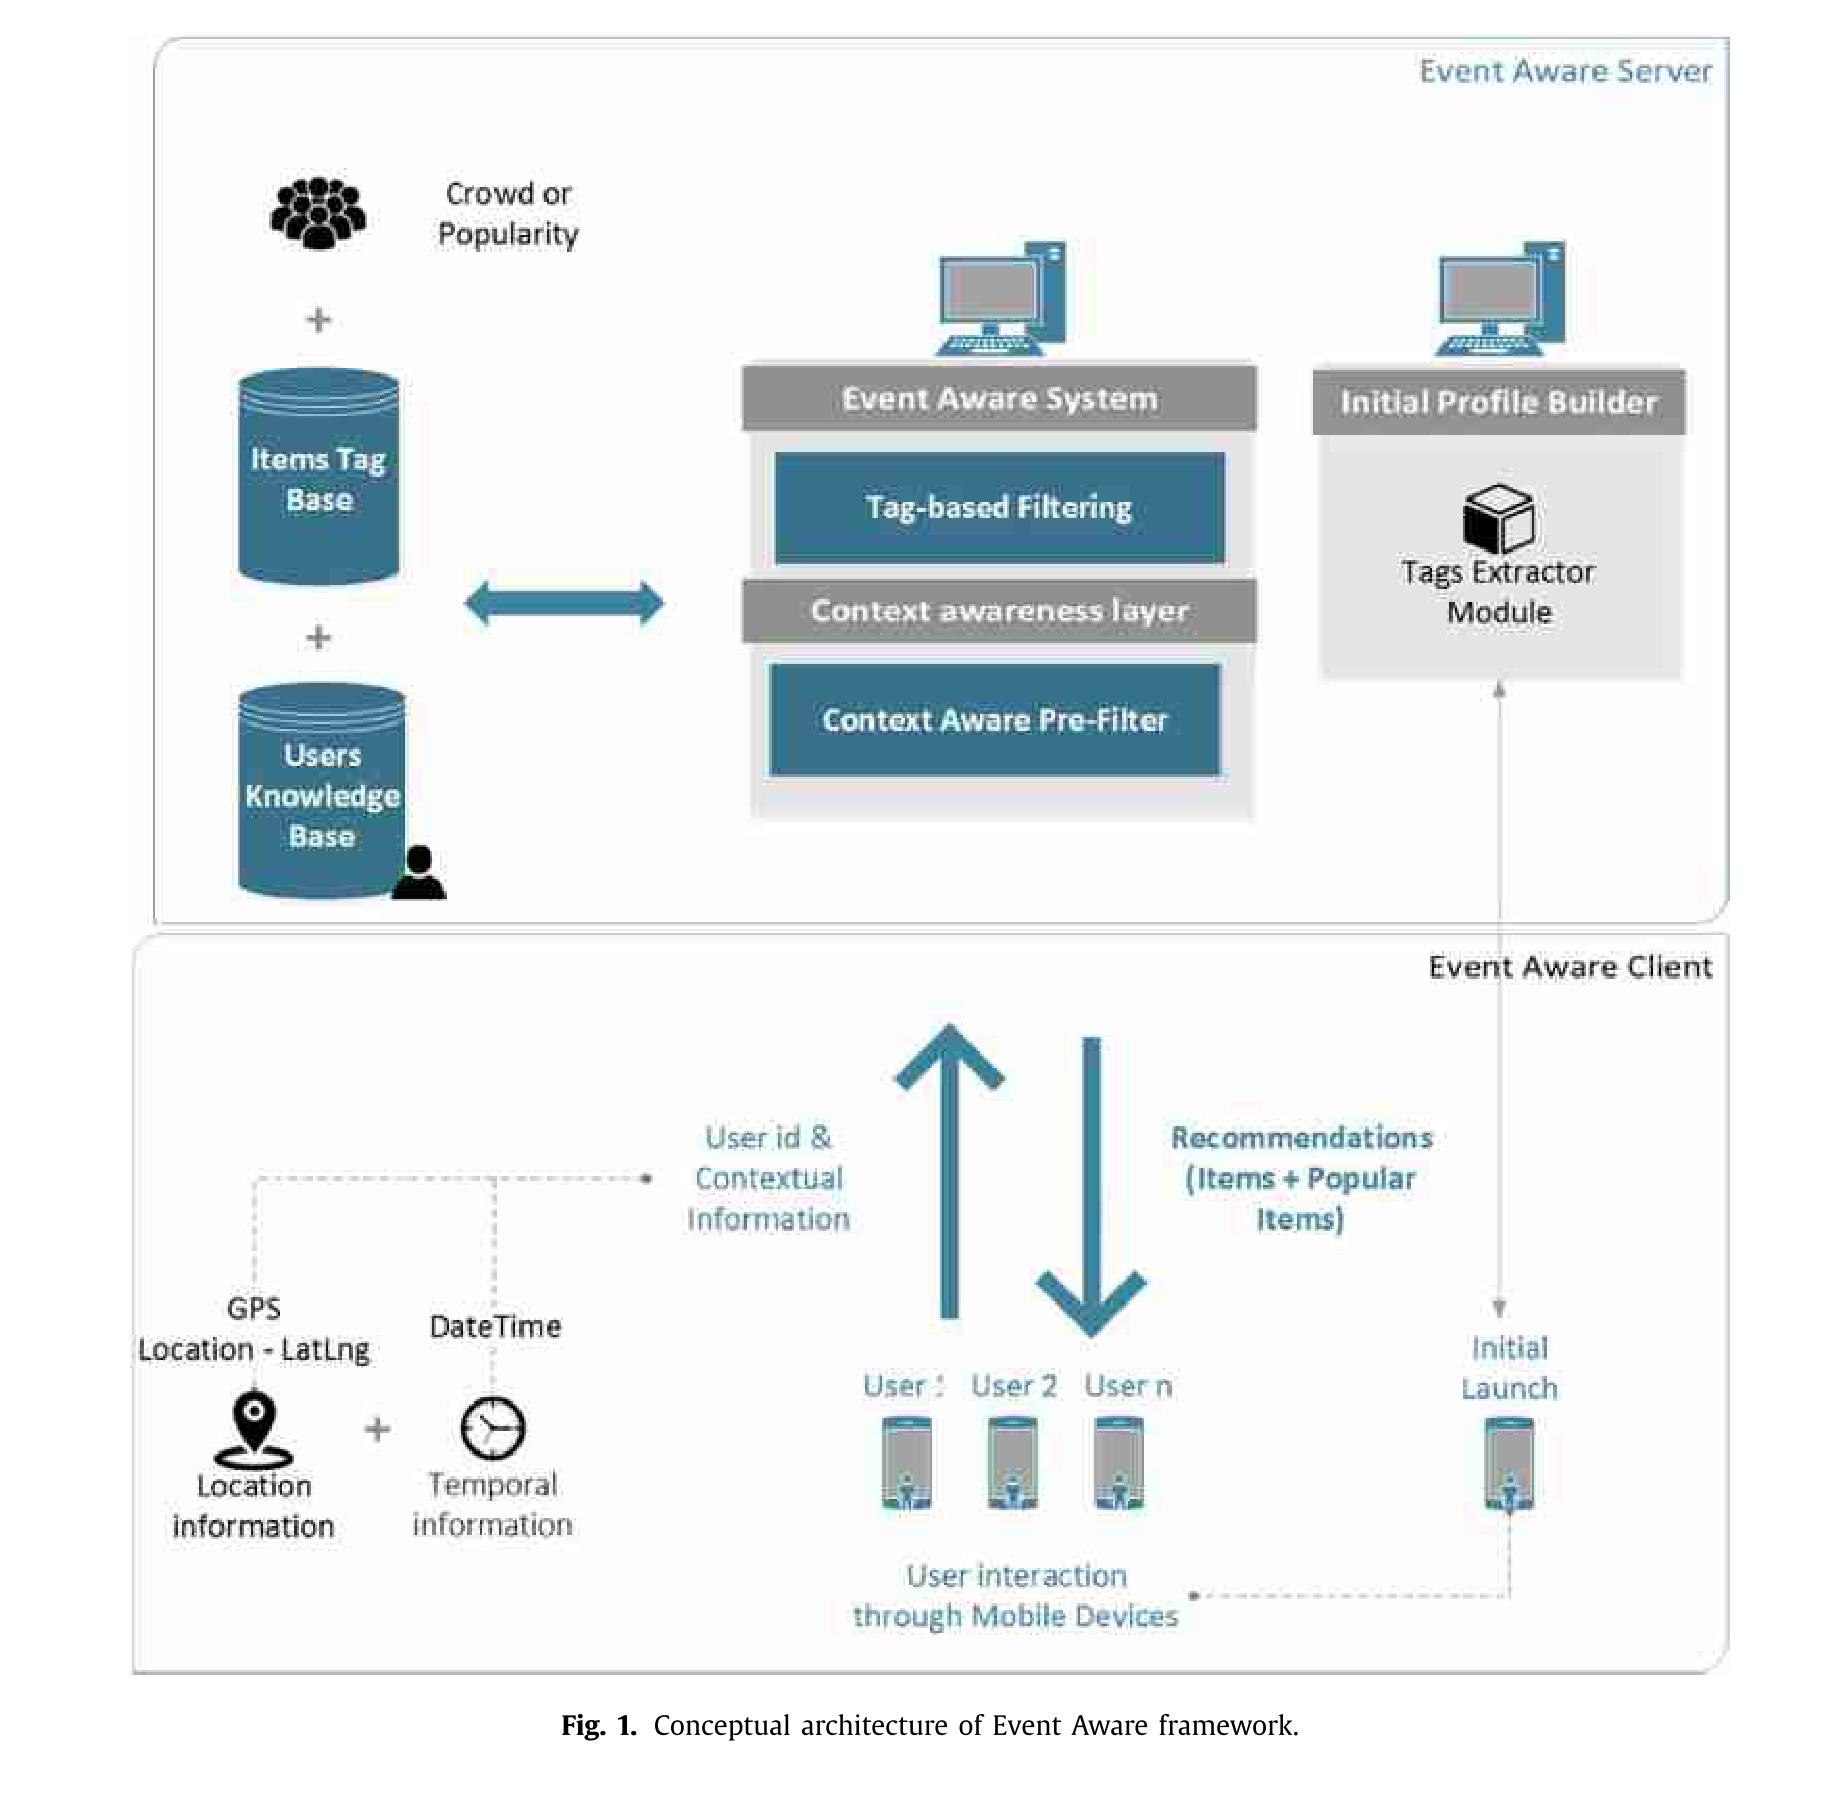 Event Aware Server
Crowd or
Popularity
+
Items Tag
Base
+
Users
Knowledge
Base
Event Aware System
Tag-based Filtering
Context awareness layer
Context Aware Pre-Filter
Initial Profile Builder
Tags Extractor
Module
Event Aware Client
User id &
Contextual
Information
Recommendations
(Items + Popular
Items)
GPS
Location - LatLng
DateTime
+
Location
information
Temporal
information
User
User 2
User n
Initial
Launch
User interaction
through Mobile Devices
Fig. 1. Conceptual architecture of Event Aware framework.